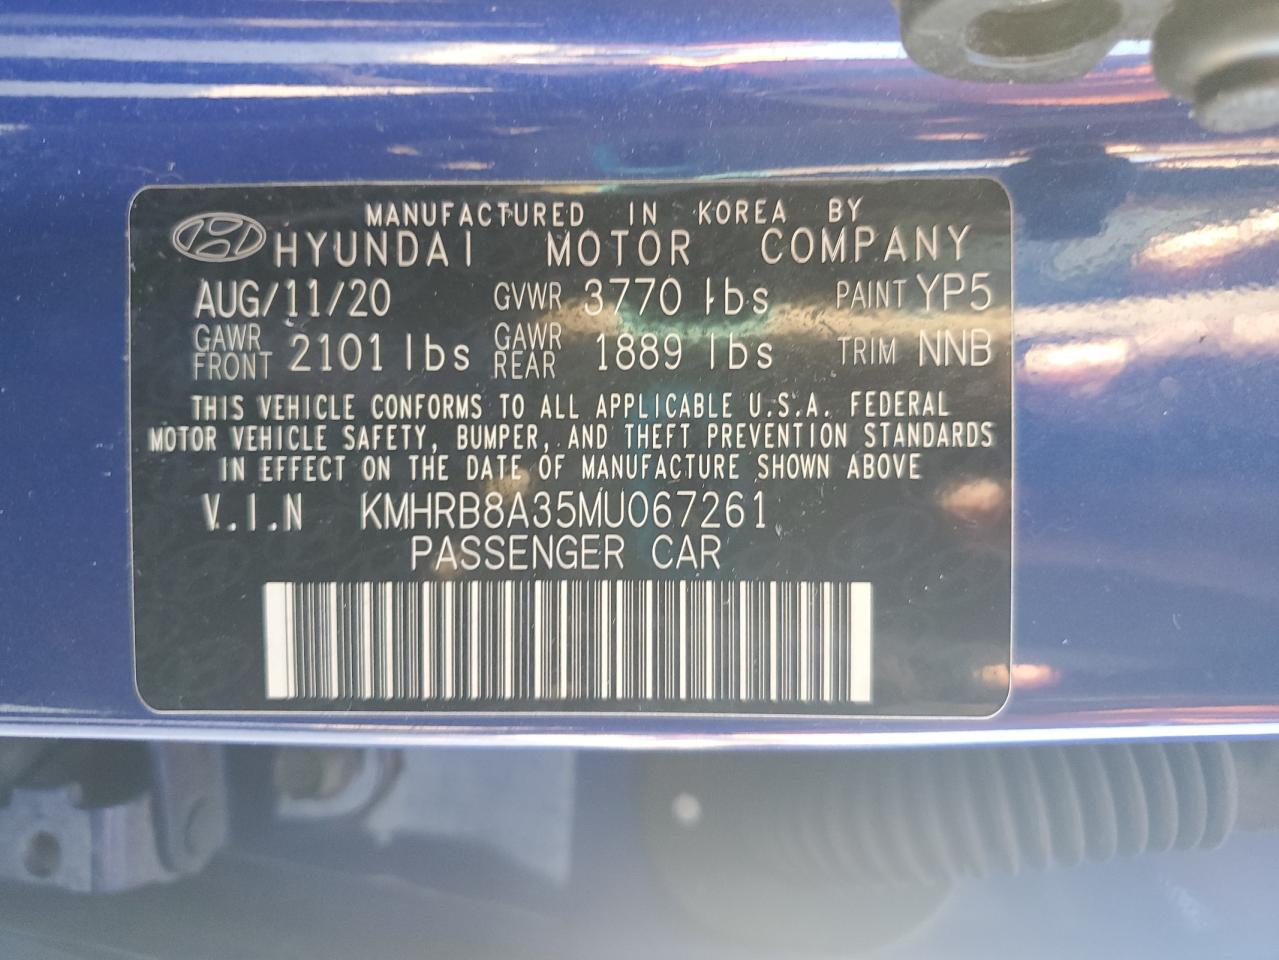 MANUFACTURED IN KOREA BY
HYUNDAI MOTOR COMPANY
AUG/11/20 GVWR 3770 lbs PAINT YP5
GAWR FRONT 2101 lbs GAWR REAR 1889 lbs TRIM NNB
THIS VEHICLE CONFORMS TO ALL APPLICABLE U.S.A. FEDERAL
MOTOR VEHICLE SAFETY, BUMPER, AND THEFT PREVENTION STANDARDS
IN EFFECT ON THE DATE OF MANUFACTURE SHOWN ABOVE
V.I.N KMHRB8A35MU067261
PASSENGER CAR